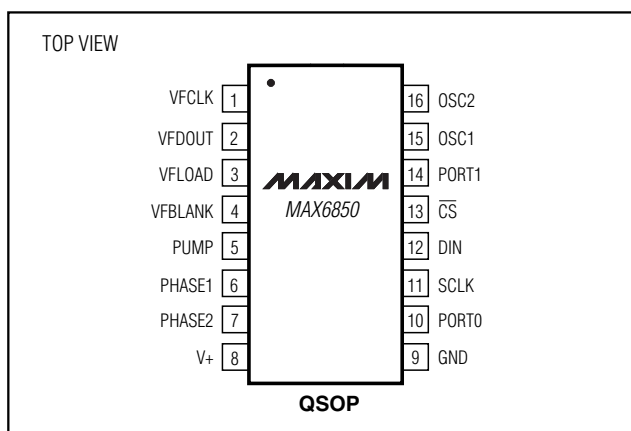 TOP VIEW
VFCLK 1
VFDOUT 2
VFLOAD 3
VFBLANK 4
PUMP 5
PHASE1 6
PHASE2 7
V+ 8
MAXIM
MAX6850
16 OSC2
15 OSC1
14 PORT1
13 C̅S̅
12 DIN
11 SCLK
10 PORT0
9 GND
QSOP